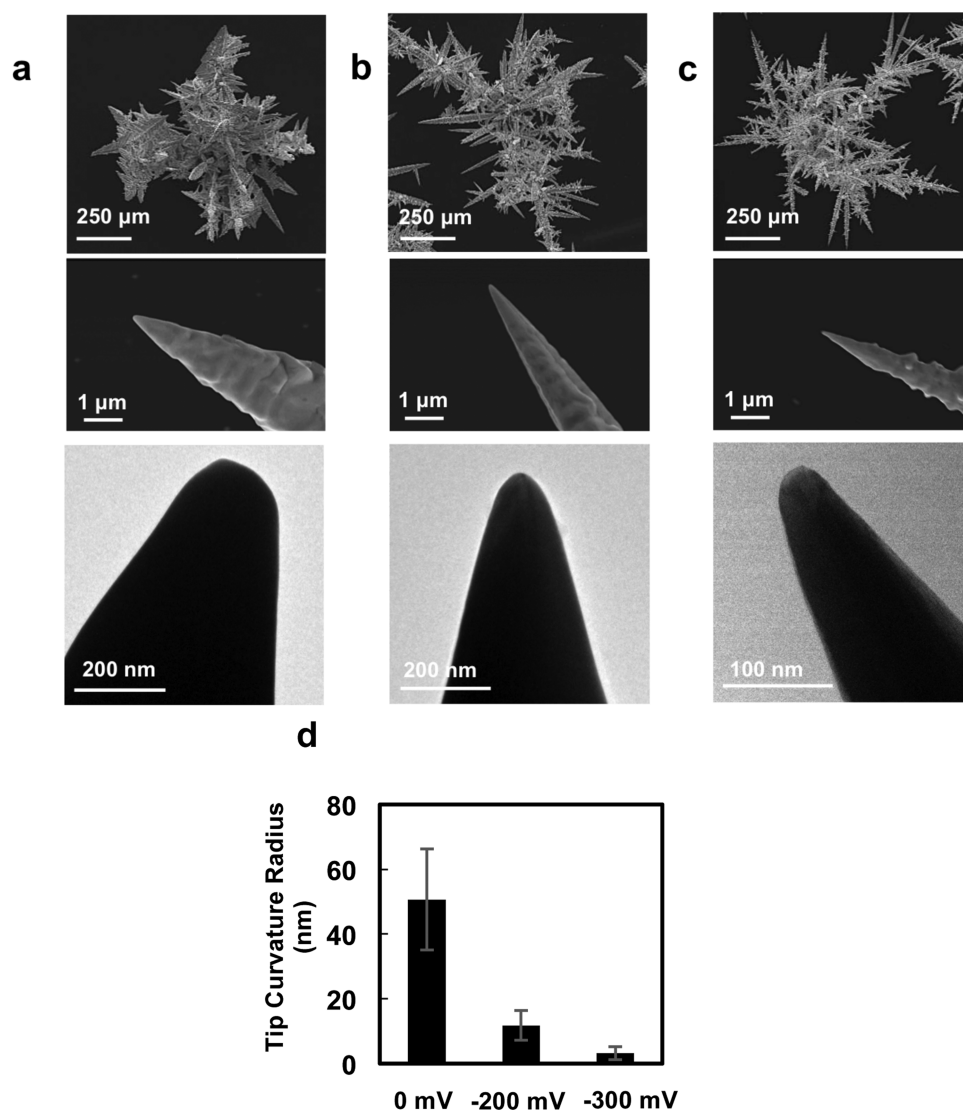 a
b
c
250 µm
250 µm
250 µm
1 µm
1 µm
1 µm
200 nm
200 nm
100 nm
d
Tip Curvature Radius
(nm)
80
60
40
20
0
0 mV
-200 mV
-300 mV